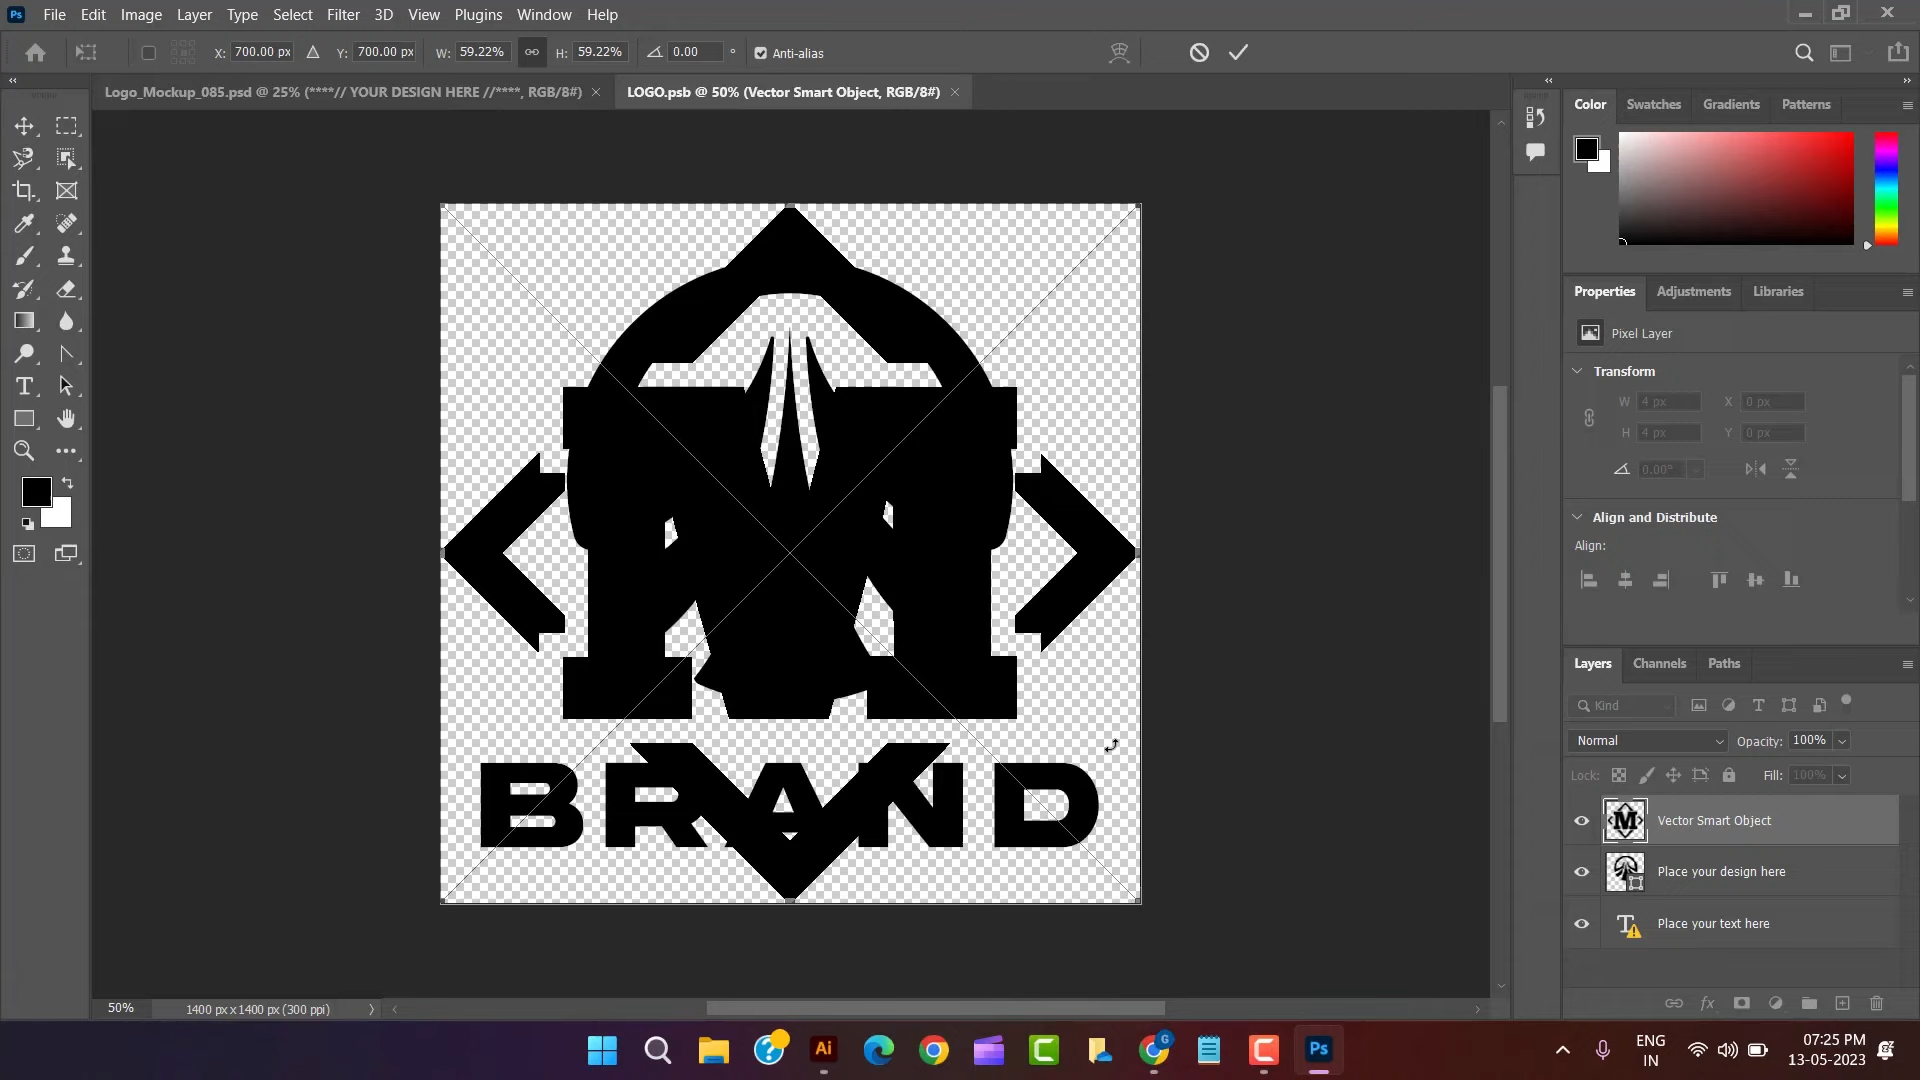 Ps File Edit Image Layer Type Select Filter 3D View Plugins Window Help
X: 700.00 px Y: 700.00 px W: 59.22% H: 59.22% 0.00 ° Anti-alias
Logo_Mockup_085.psd @ 25% (****// YOUR DESIGN HERE //****, RGB/8#) ×
LOGO.psb @ 50% (Vector Smart Object, RGB/8#) ×
Color Swatches Gradients Patterns
Properties Adjustments Libraries
Pixel Layer
Transform
W 4 px X 0 px
H 4 px Y 0 px
0.00°
Align and Distribute
Align:
M
BRAND
Layers Channels Paths
Kind
Normal Opacity: 100%
Lock: Fill: 100%
Vector Smart Object
Place your design here
Place your text here
50% 1400 px x 1400 px (300 ppi)
Ai
G
Ps
ENG
IN
07:25 PM
13-05-2023